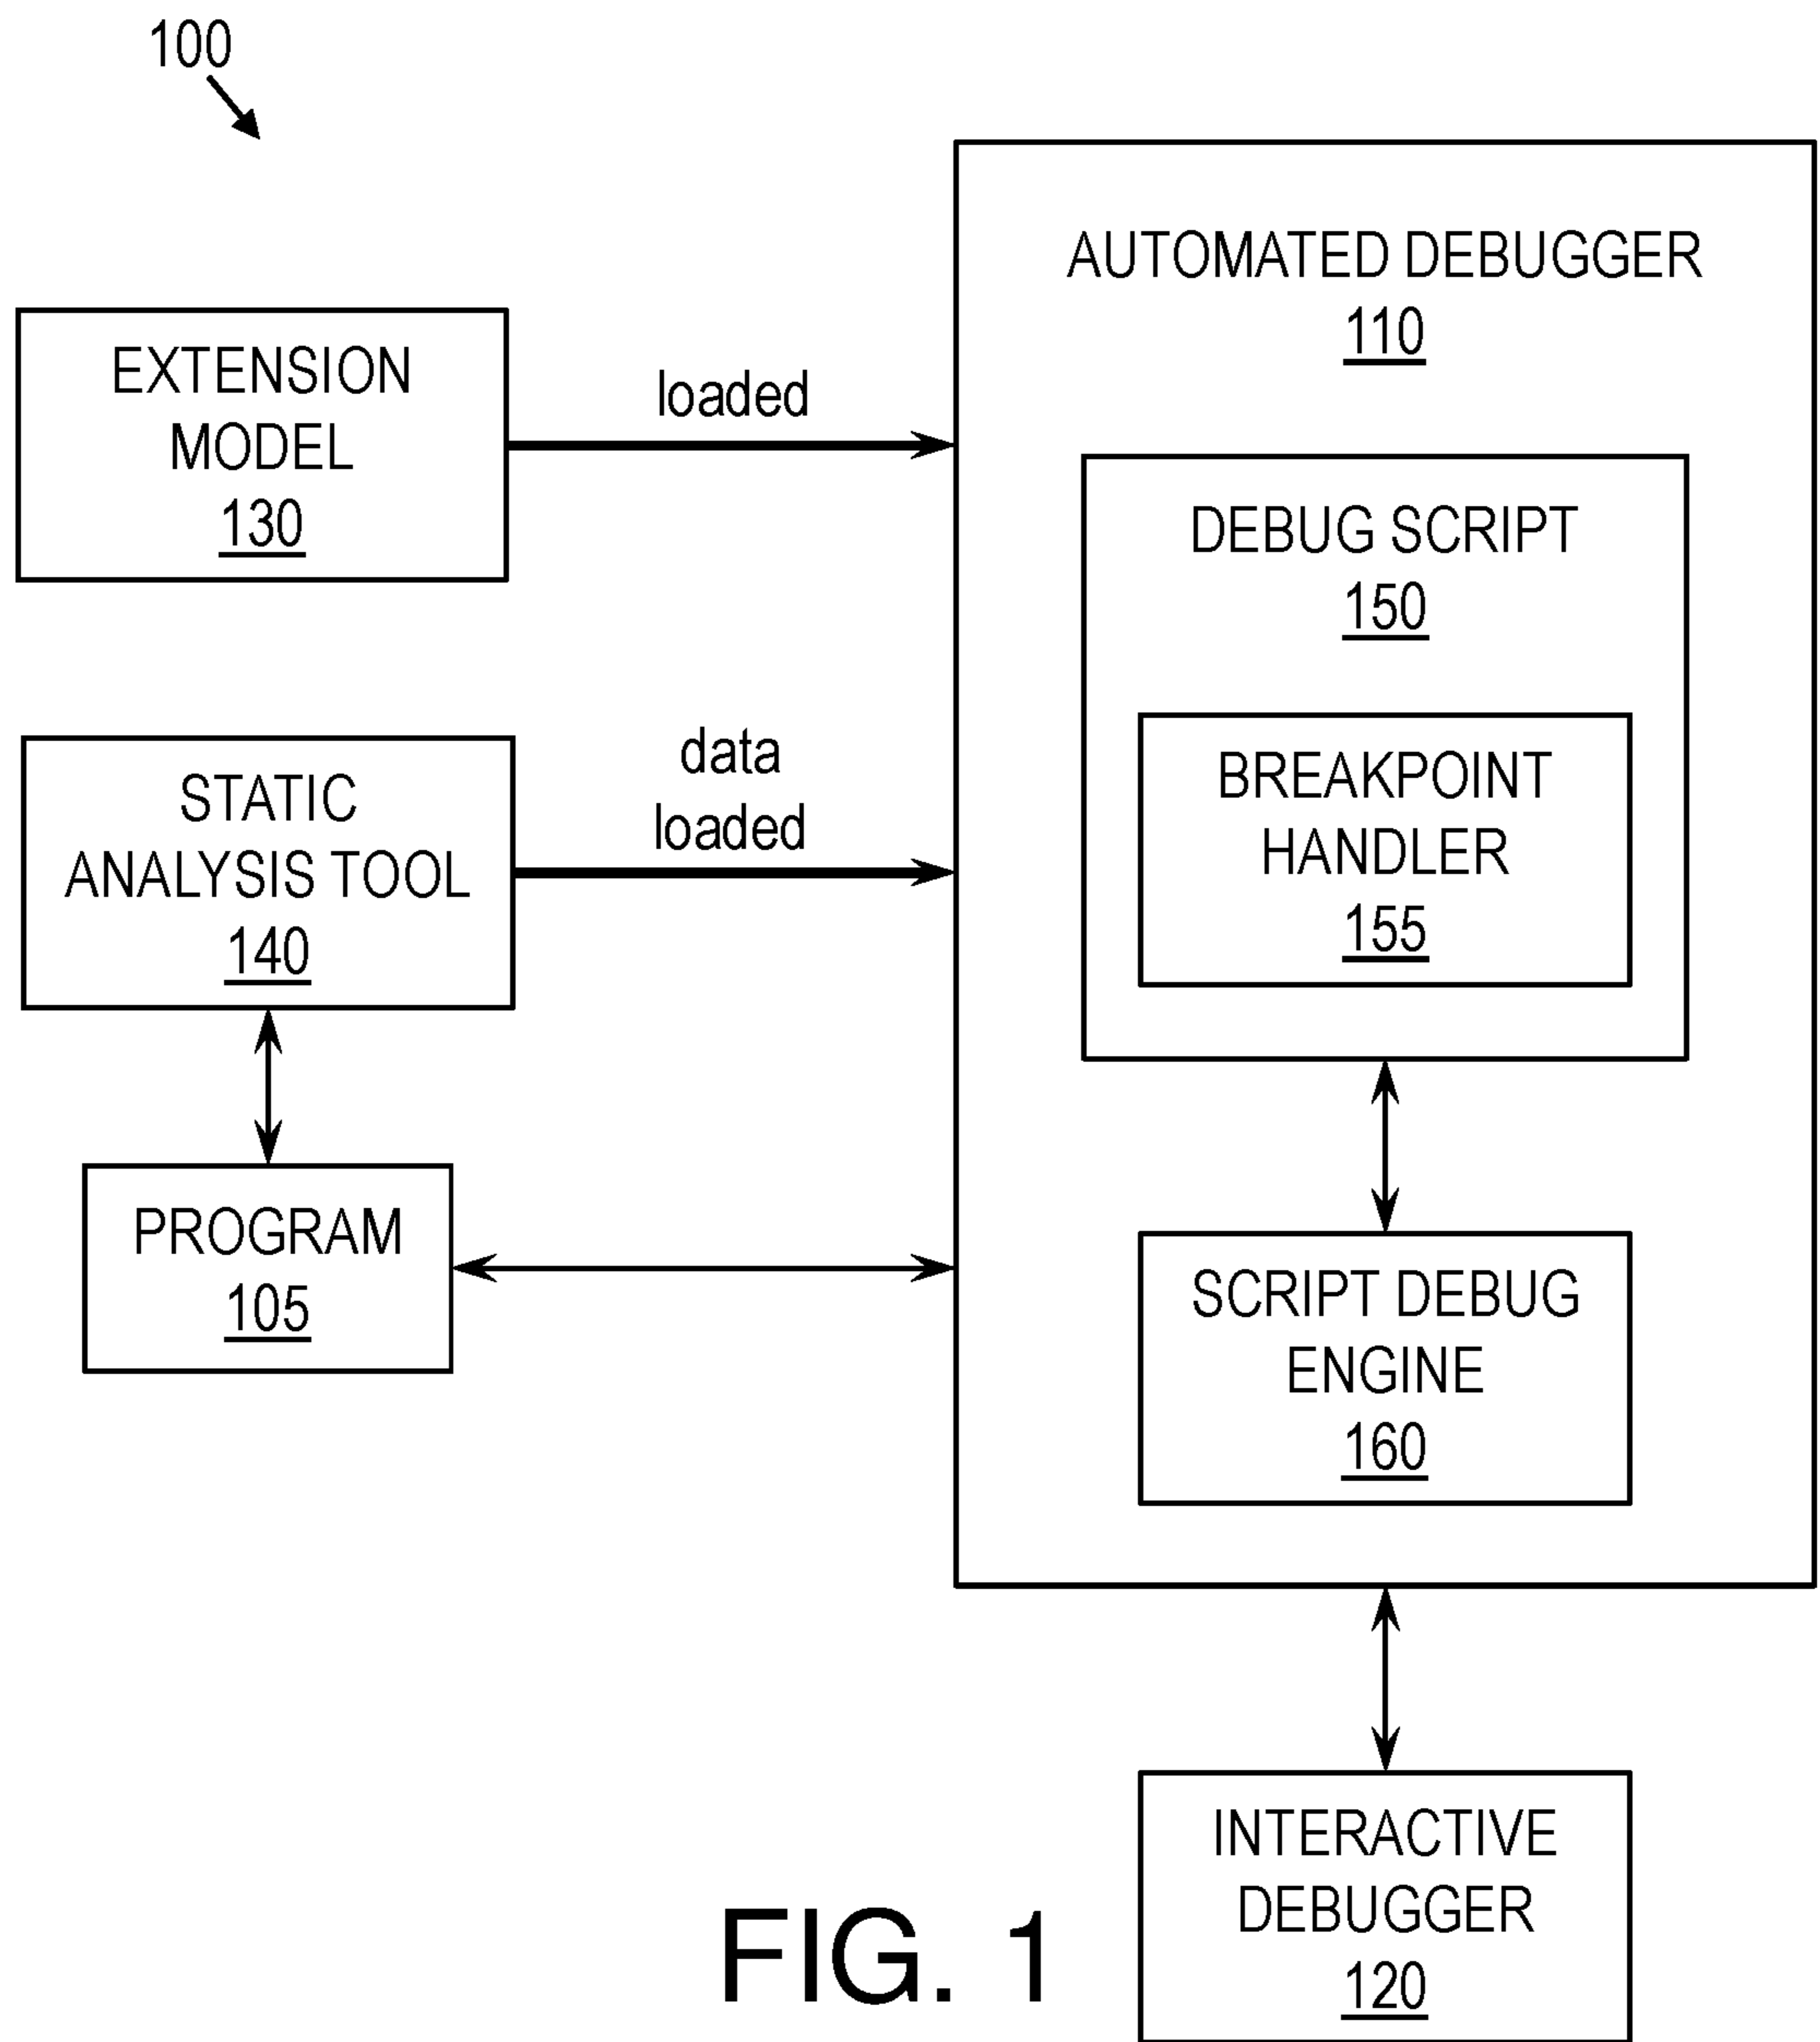 100
AUTOMATED DEBUGGER
110
EXTENSION
MODEL
130
loaded
DEBUG SCRIPT
150
STATIC
ANALYSIS TOOL
140
data
loaded
BREAKPOINT
HANDLER
155
PROGRAM
105
SCRIPT DEBUG
ENGINE
160
INTERACTIVE
DEBUGGER
120
FIG. 1